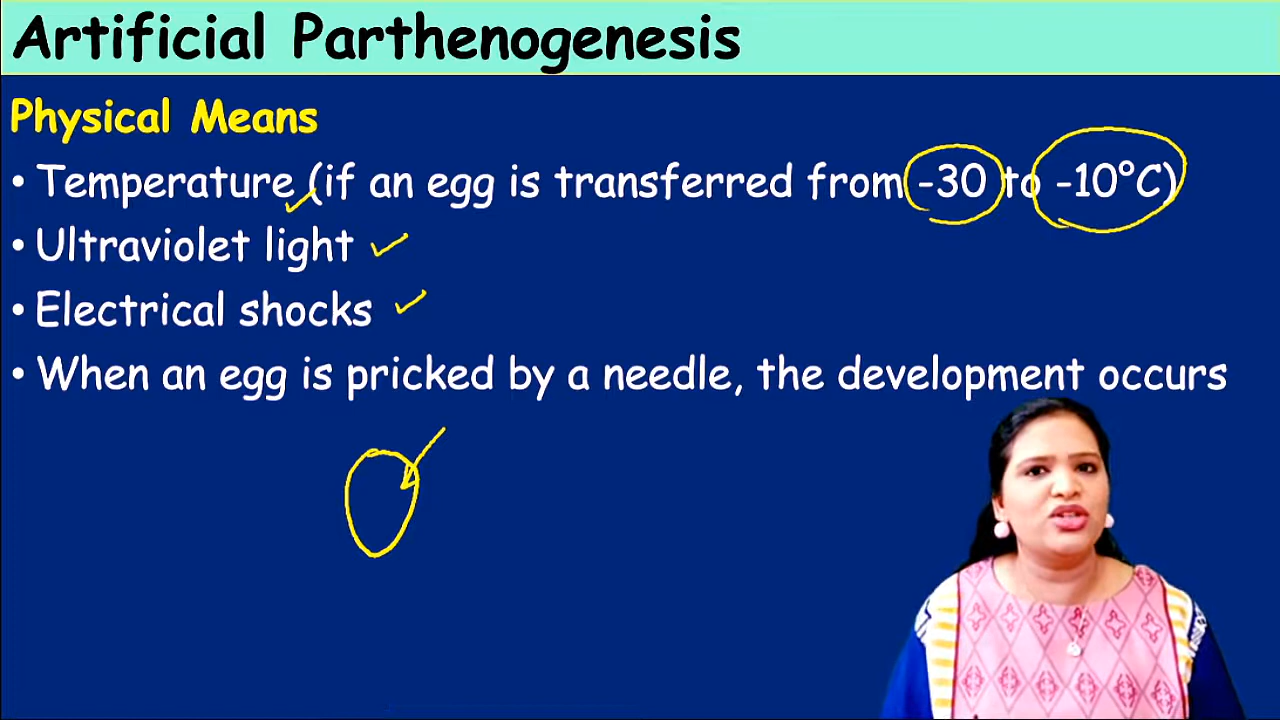 Artificial Parthenogenesis
Physical Means
• Temperature (if an egg is transferred from -30 to -10°C)
• Ultraviolet light
• Electrical shocks
• When an egg is pricked by a needle, the development occurs